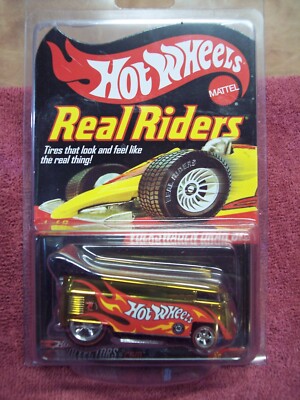 Hot Wheels
MATTEL
Real Riders
Tires that look and feel like
the real thing!
REAL RIDERS
Hot Wheels